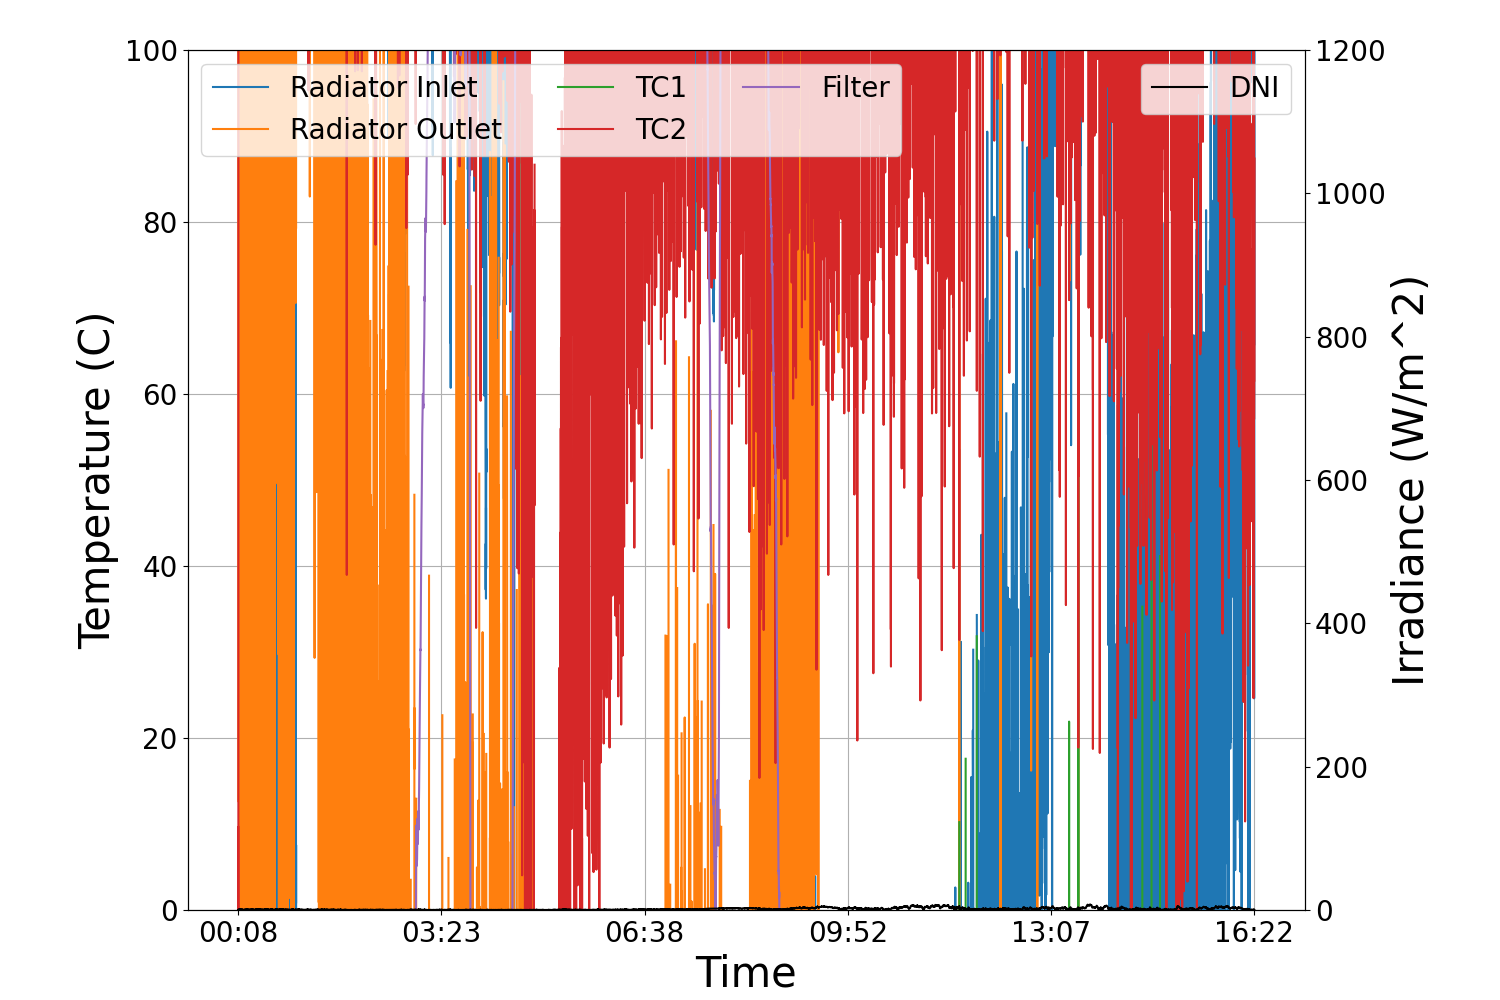 100
80
60
40
20
0
Temperature (C)
Radiator Inlet
Radiator Outlet
TC1
TC2
Filter
DNI
1200
1000
800
600
400
200
0
Irradiance (W/m^2)
00:08
03:23
06:38
09:52
13:07
16:22
Time